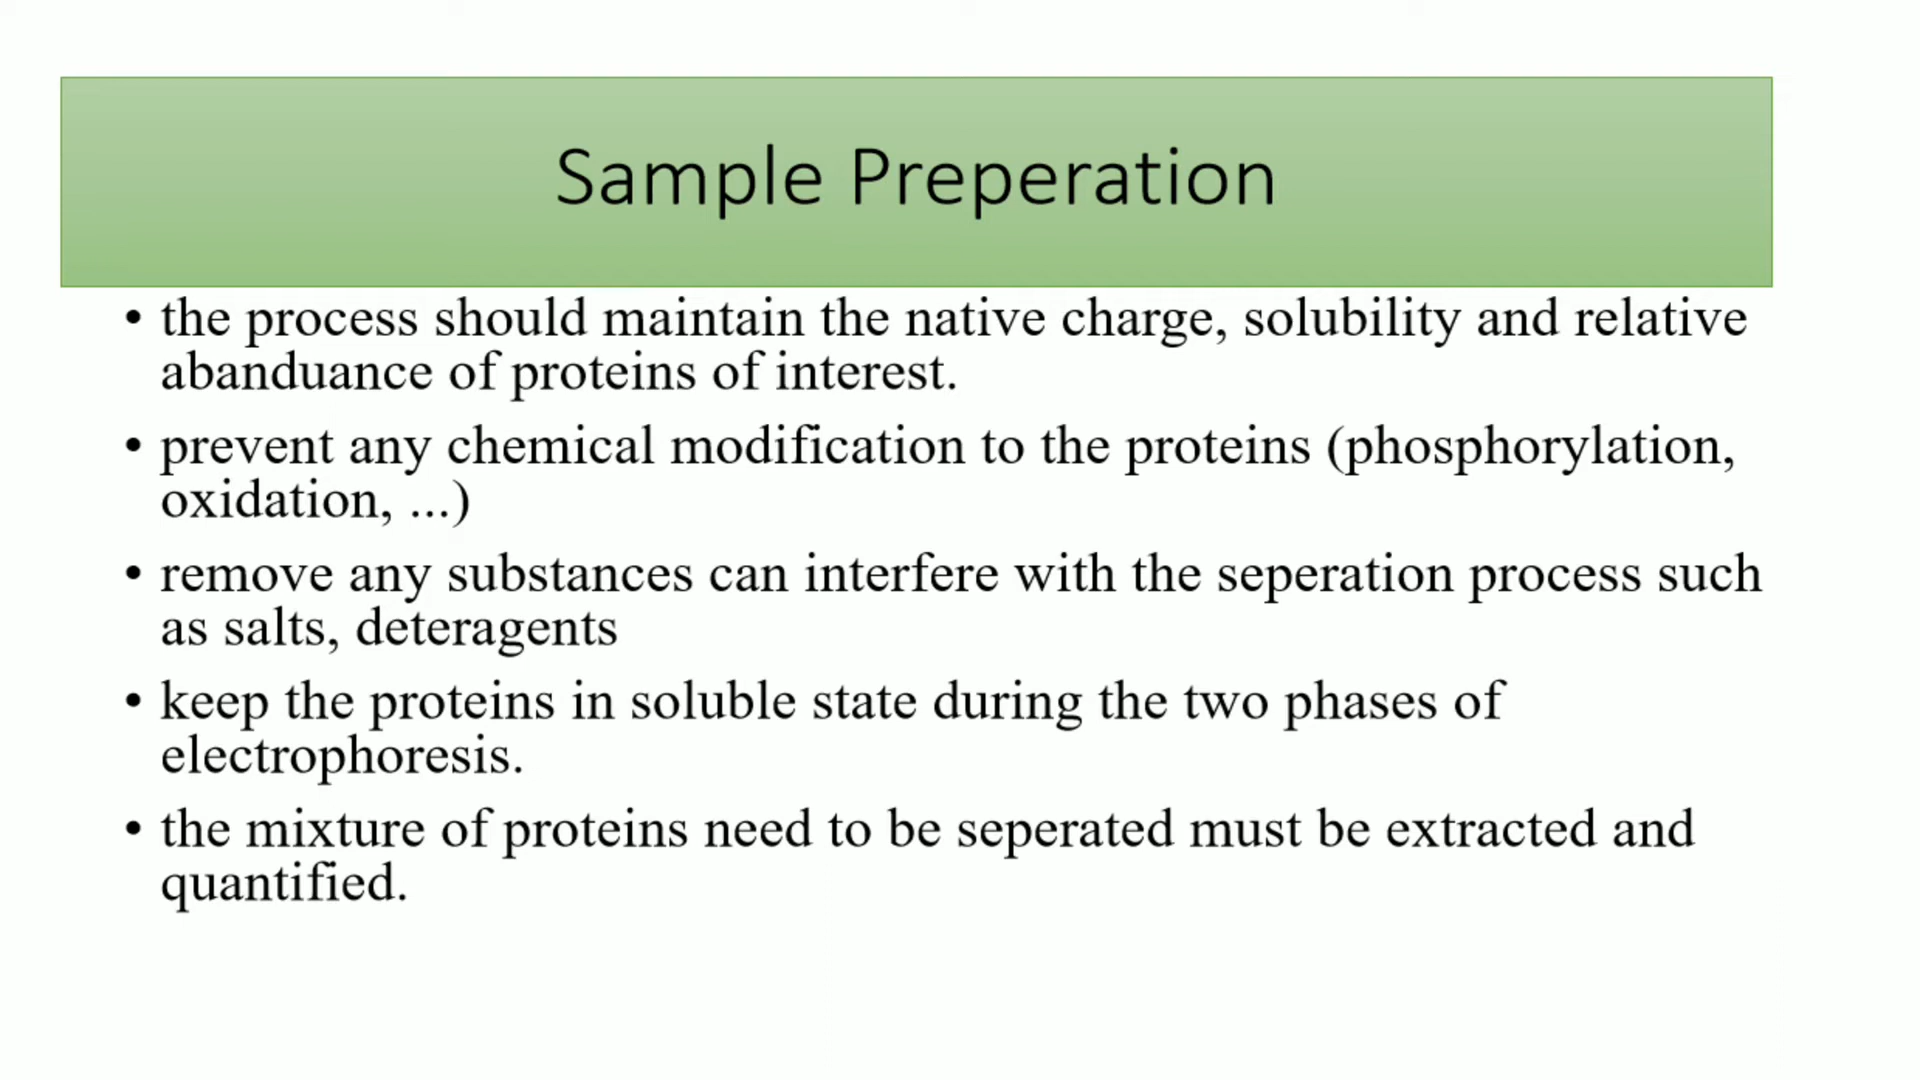 Sample Preperation
• the process should maintain the native charge, solubility and relative
abanduance of proteins of interest.
• prevent any chemical modification to the proteins (phosphorylation,
oxidation, ...)
• remove any substances can interfere with the seperation process such
as salts, deteragents
• keep the proteins in soluble state during the two phases of
electrophoresis.
• the mixture of proteins need to be seperated must be extracted and
quantified.